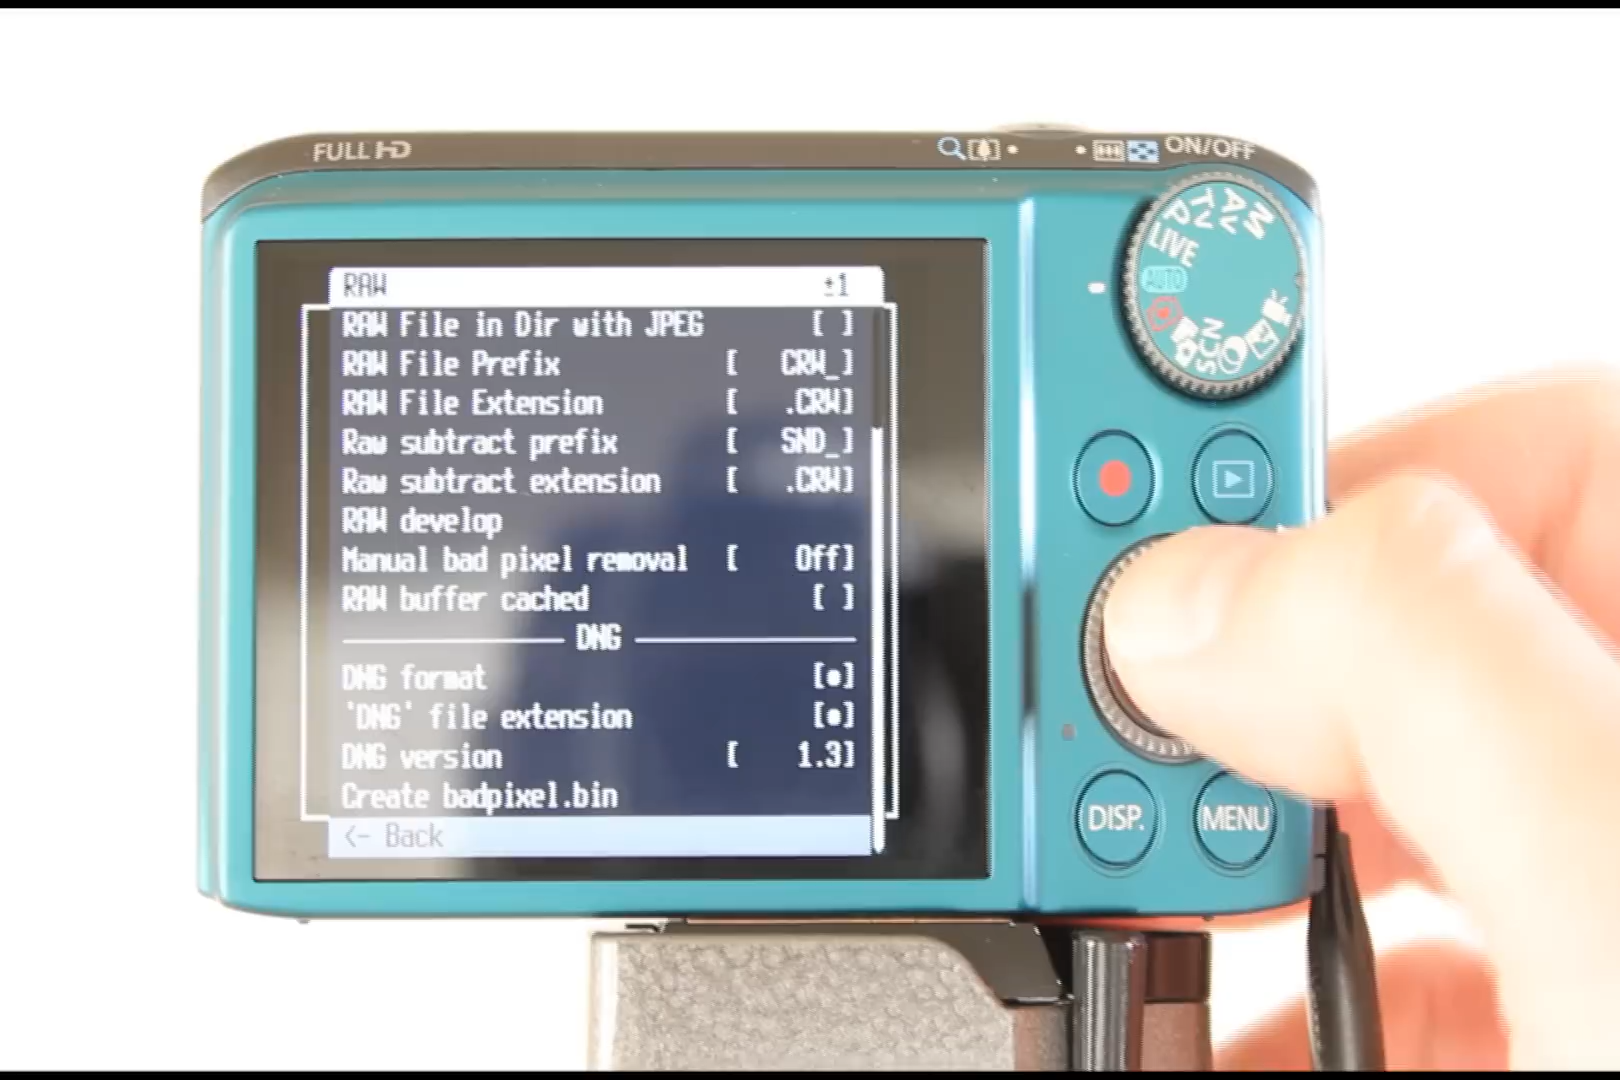 FULL HD
ON/OFF
M
Av
Tv
P
LIVE
AUTO
SCN
RAW ±1
RAW File in Dir with JPEG [ ]
RAW File Prefix [ CRW_]
RAW File Extension [ .CRW]
Raw subtract prefix [ SND_]
Raw subtract extension [ .CRW]
RAW develop
Manual bad pixel removal [ Off]
RAW buffer cached [ ]
DNG
DNG format [•]
'DNG' file extension [•]
DNG version [ 1.3]
Create badpixel.bin
<- Back
DISP.
MENU